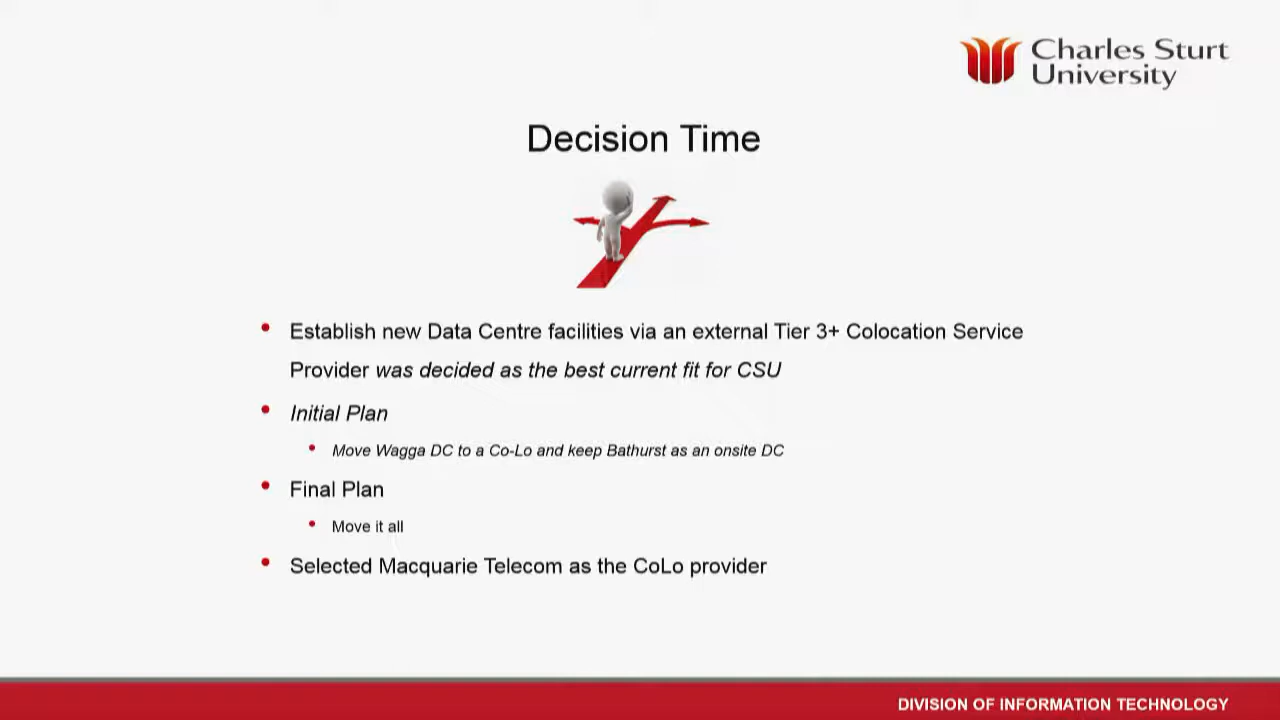 Charles Sturt
University
Decision Time
• Establish new Data Centre facilities via an external Tier 3+ Colocation Service
Provider was decided as the best current fit for CSU
• Initial Plan
• Move Wagga DC to a Co-Lo and keep Bathurst as an onsite DC
• Final Plan
• Move it all
• Selected Macquarie Telecom as the CoLo provider
DIVISION OF INFORMATION TECHNOLOGY